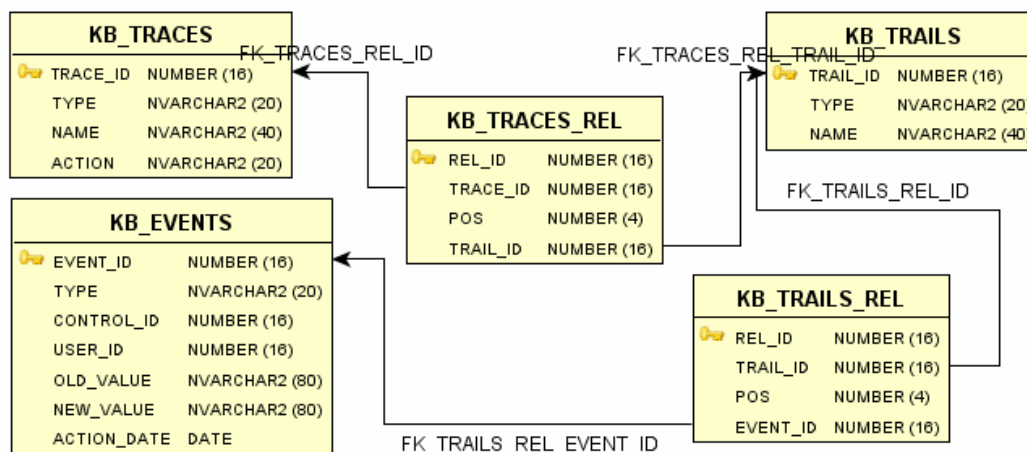 KB_TRACES
TRACE_ID NUMBER (16)
TYPE NVARCHAR2 (20)
NAME NVARCHAR2 (40)
ACTION NVARCHAR2 (20)
FK_TRACES_REL_ID
KB_TRACES_REL
REL_ID NUMBER (16)
TRACE_ID NUMBER (16)
POS NUMBER (4)
TRAIL_ID NUMBER (16)
FK_TRACES_REL_TRAIL_ID
KB_TRAILS
TRAIL_ID NUMBER (16)
TYPE NVARCHAR2 (20)
NAME NVARCHAR2 (40)
FK_TRAILS_REL_ID
KB_EVENTS
EVENT_ID NUMBER (16)
TYPE NVARCHAR2 (20)
CONTROL_ID NUMBER (16)
USER_ID NUMBER (16)
OLD_VALUE NVARCHAR2 (80)
NEW_VALUE NVARCHAR2 (80)
ACTION_DATE DATE
KB_TRAILS_REL
REL_ID NUMBER (16)
TRAIL_ID NUMBER (16)
POS NUMBER (4)
EVENT_ID NUMBER (16)
FK_TRAILS_REL_EVENT_ID